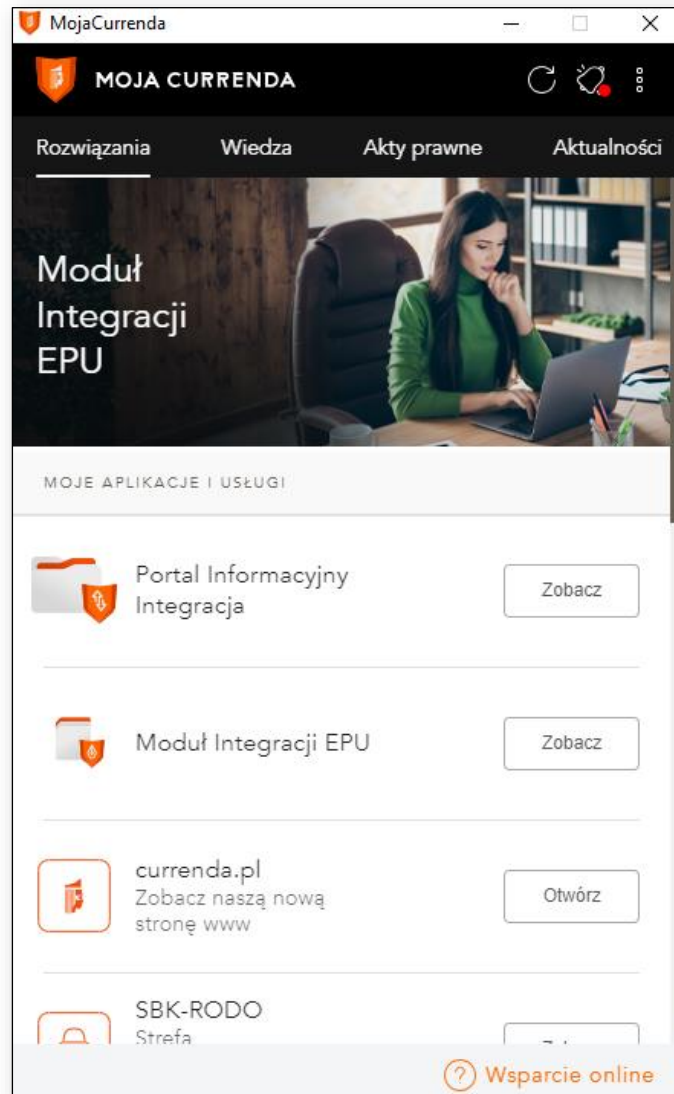 MojaCurrenda
MOJA CURRENDA
Rozwiązania Wiedza Akty prawne Aktualności
Moduł
Integracji
EPU
MOJE APLIKACJE I USŁUGI
Portal Informacyjny
Integracja
Zobacz
Moduł Integracji EPU
Zobacz
currenda.pl
Zobacz naszą nową
stronę www
Otwórz
SBK-RODO
Strefa
Wsparcie online